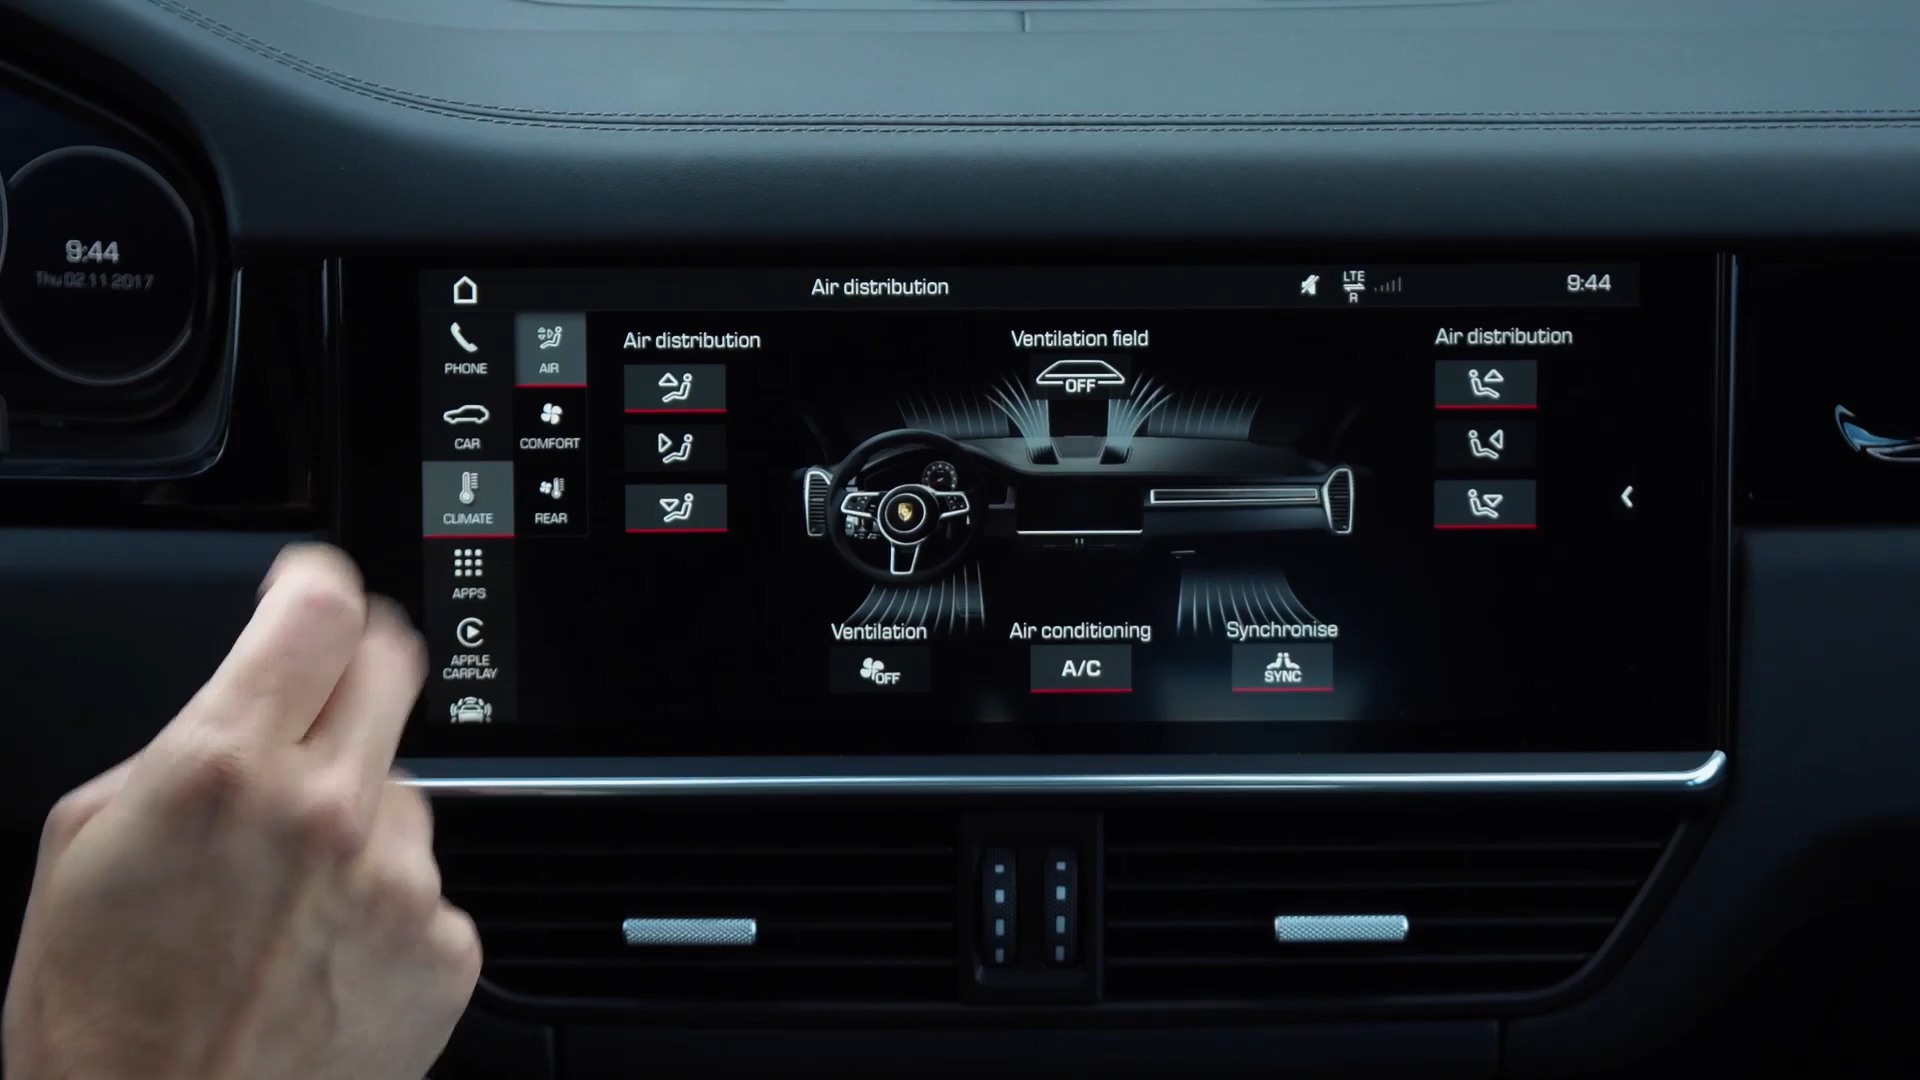 9:44
Thu 02.11.2017
Air distribution
LTE
R
9:44
PHONE
CAR
CLIMATE
APPS
APPLE
CARPLAY
AIR
COMFORT
REAR
Air distribution
Ventilation field
OFF
Air distribution
Ventilation
OFF
Air conditioning
A/C
Synchronise
SYNC